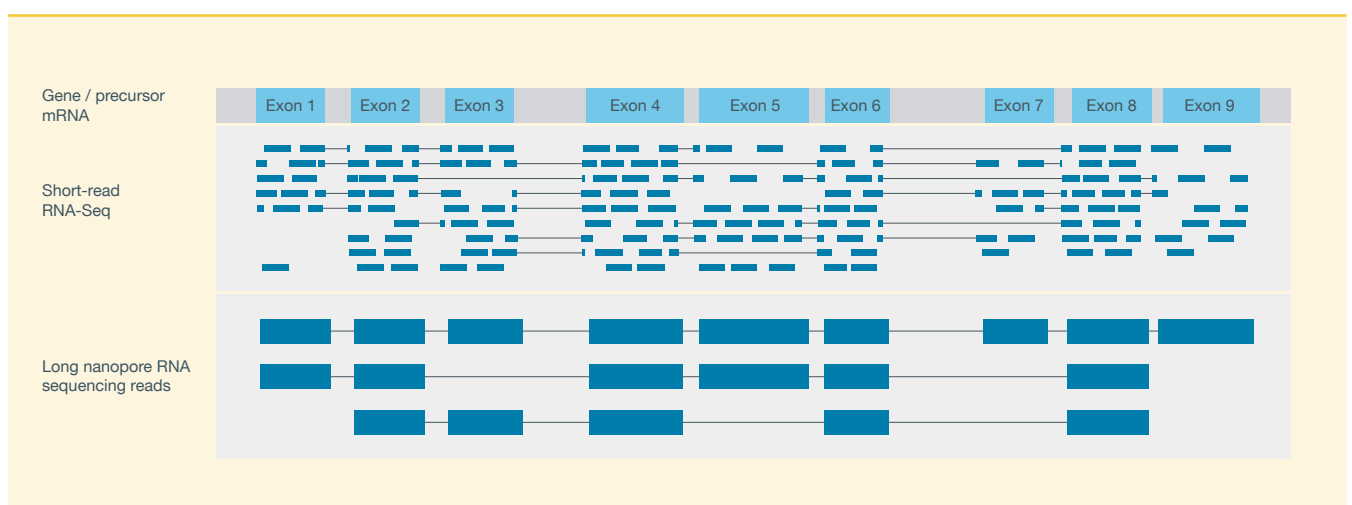 Gene / precursor
mRNA
Exon 1 Exon 2 Exon 3 Exon 4 Exon 5 Exon 6 Exon 7 Exon 8 Exon 9
Short-read
RNA-Seq
Long nanopore RNA
sequencing reads